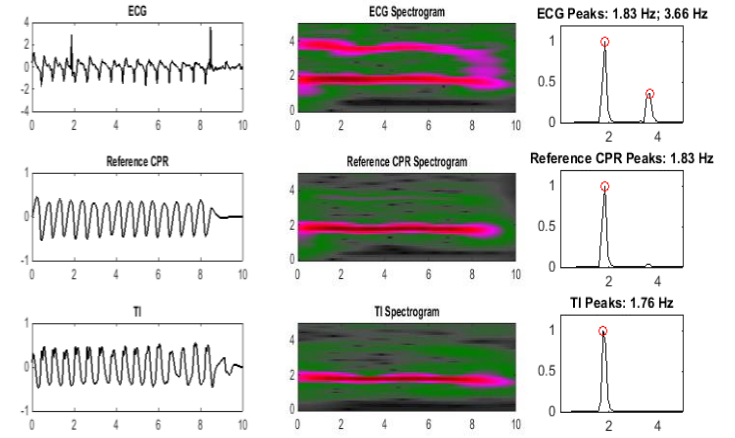 ECG
4
2
0
-2
-4
0 2 4 6 8 10
ECG Spectrogram
4
2
0
0 2 4 6 8 10
ECG Peaks: 1.83 Hz; 3.66 Hz
1
0.5
0
2 4
Reference CPR
1
0
-1
0 2 4 6 8 10
Reference CPR Spectrogram
4
2
0
0 2 4 6 8 10
Reference CPR Peaks: 1.83 Hz
1
0.5
0
2 4
TI
1
0
-1
0 2 4 6 8 10
TI Spectrogram
4
2
0
0 2 4 6 8 10
TI Peaks: 1.76 Hz
1
0.5
0
2 4